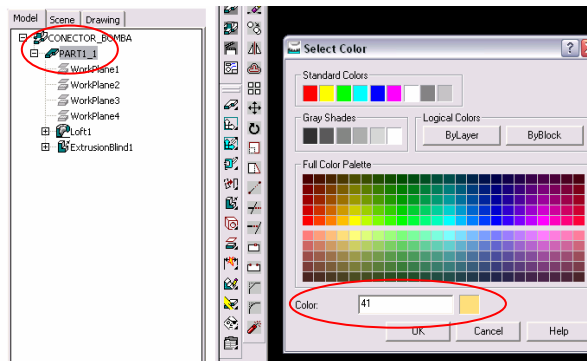 Model Scene Drawing
CONECTOR_BOMBA
PART1_1
WorkPlane1
WorkPlane2
WorkPlane3
WorkPlane4
Loft1
ExtrusionBlind1
Select Color
Standard Colors
Gray Shades
Logical Colors
ByLayer ByBlock
Full Color Palette
Color: 41
OK Cancel Help